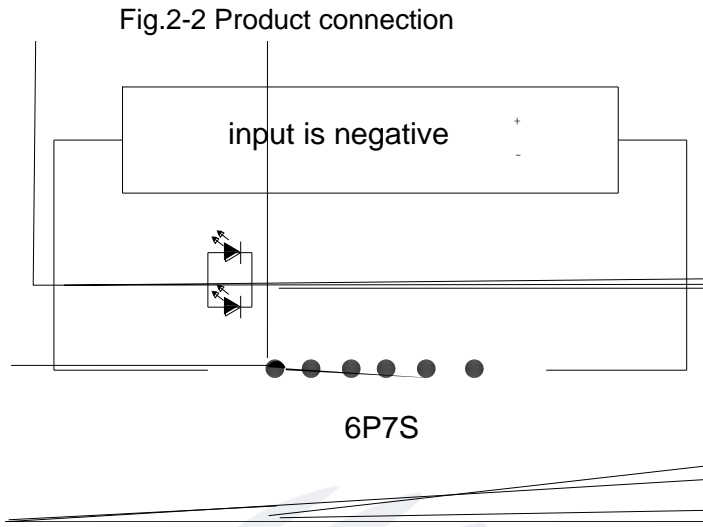 Fig.2-2 Product connection
input is negative
+
-
6P7S